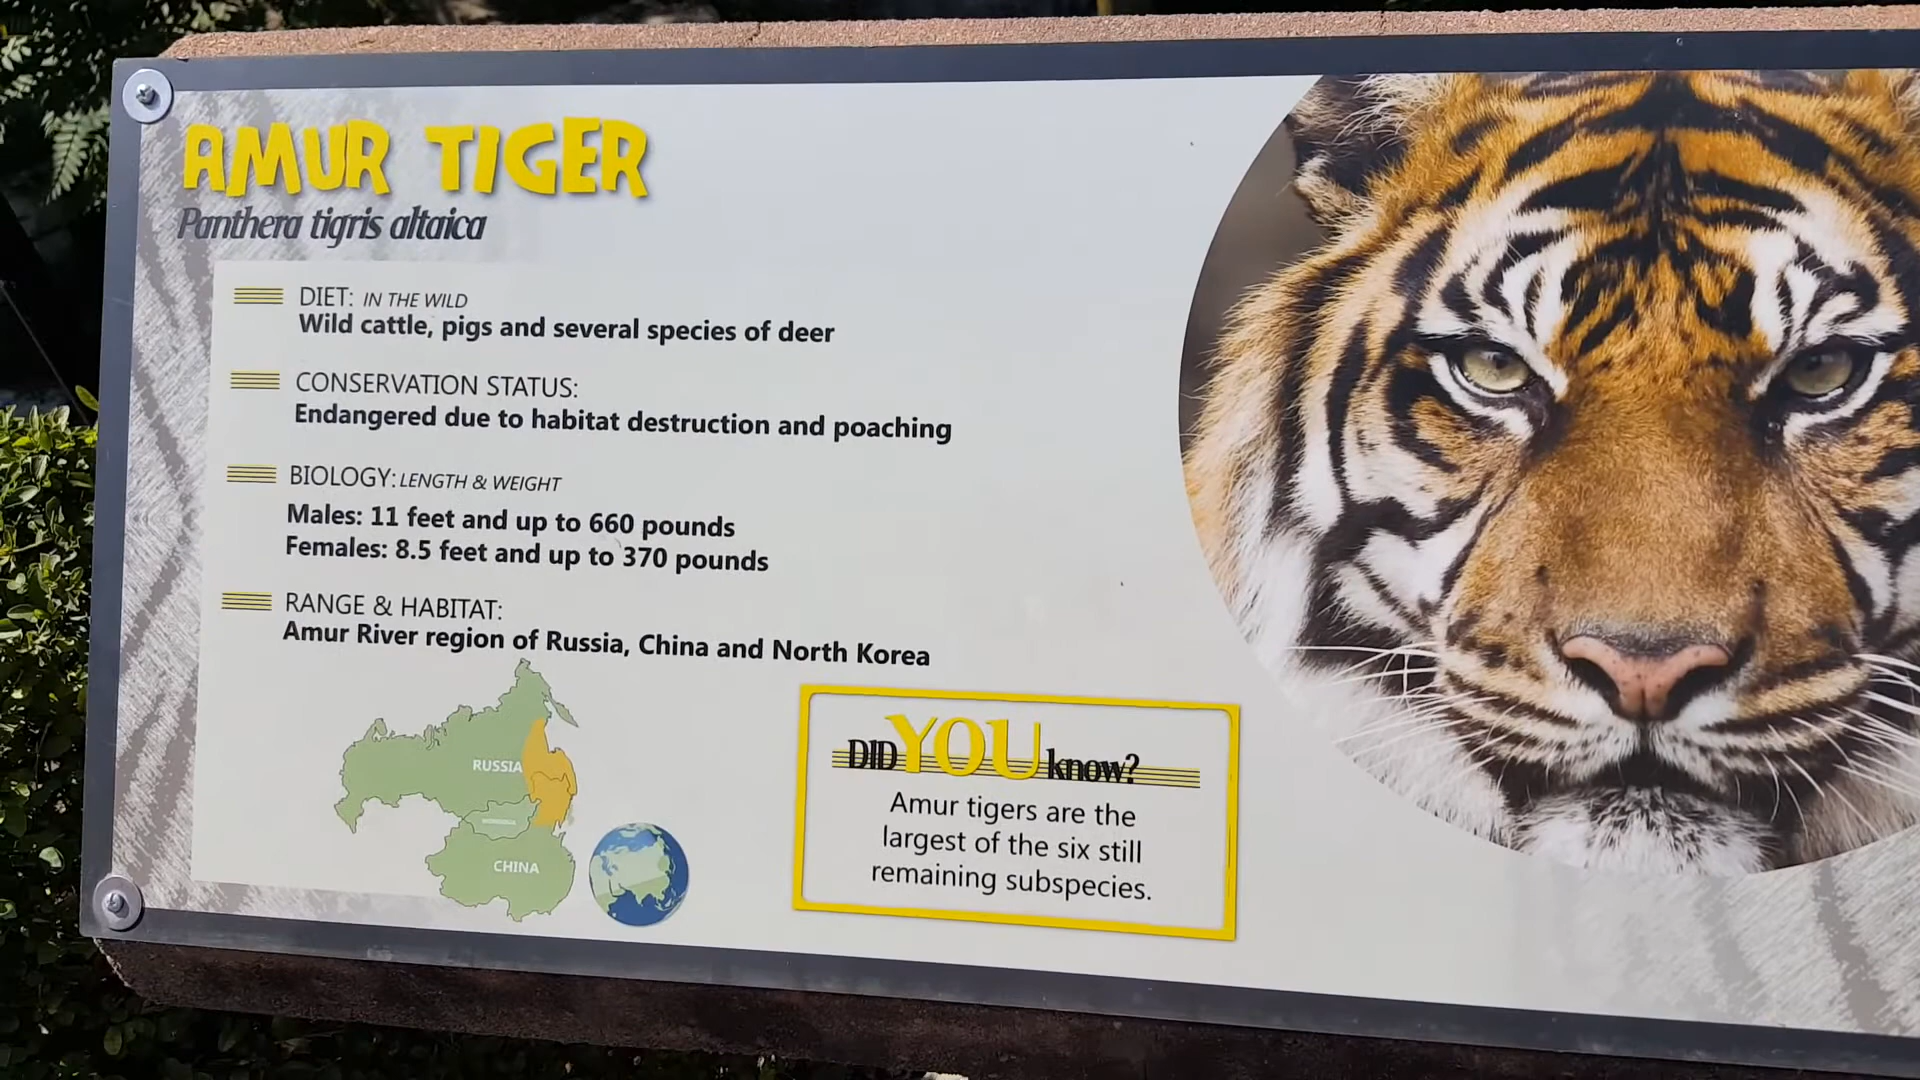 AMUR TIGER
Panthera tigris altaica
DIET: IN THE WILD
Wild cattle, pigs and several species of deer
CONSERVATION STATUS:
Endangered due to habitat destruction and poaching
BIOLOGY: LENGTH & WEIGHT
Males: 11 feet and up to 660 pounds
Females: 8.5 feet and up to 370 pounds
RANGE & HABITAT:
Amur River region of Russia, China and North Korea
RUSSIA
CHINA
DID YOU know?
Amur tigers are the
largest of the six still
remaining subspecies.